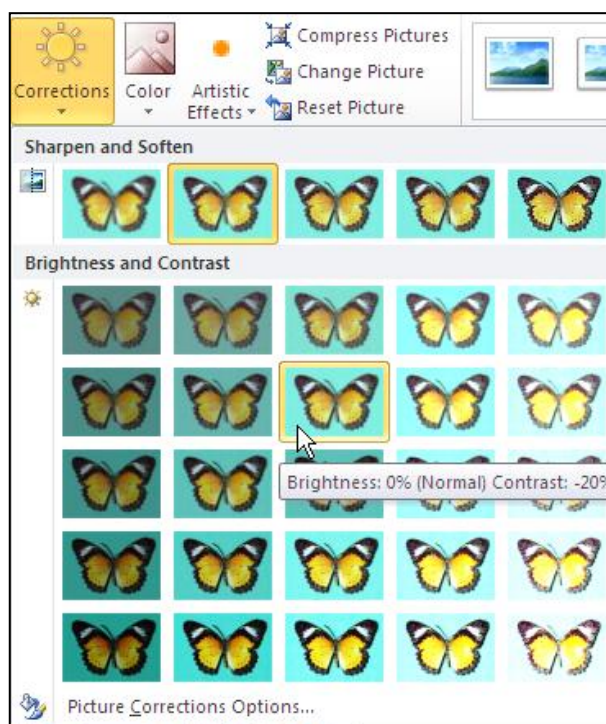 Corrections
Color
Artistic
Effects
Compress Pictures
Change Picture
Reset Picture
Sharpen and Soften
Brightness and Contrast
Brightness: 0% (Normal) Contrast: -20%
Picture Corrections Options...